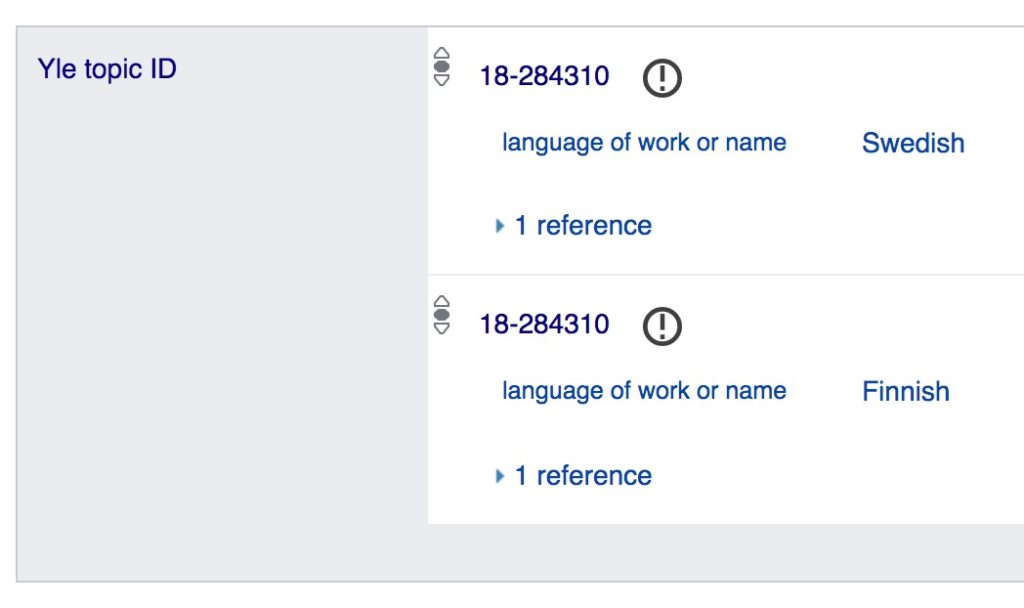 Yle topic ID
18-284310
language of work or name Swedish
1 reference
18-284310
language of work or name Finnish
1 reference